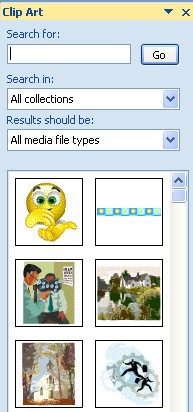 Clip Art
Search for:
Go
Search in:
All collections
Results should be:
All media file types